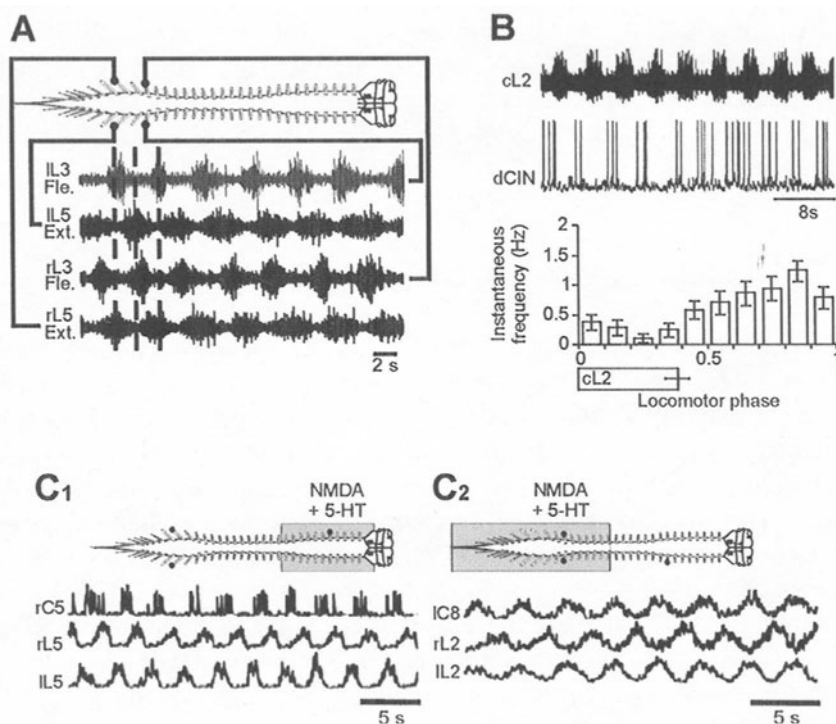 A
lL3
Fle.
lL5
Ext.
rL3
Fle.
rL5
Ext.
2 s
B
cL2
dCIN
8s
Instantaneous
frequency (Hz)
2
1.5
1
0.5
0
0
0.5
1
cL2
Locomotor phase
C1
NMDA
+ 5-HT
rC5
rL5
lL5
5 s
C2
NMDA
+ 5-HT
lC8
rL2
lL2
5 s